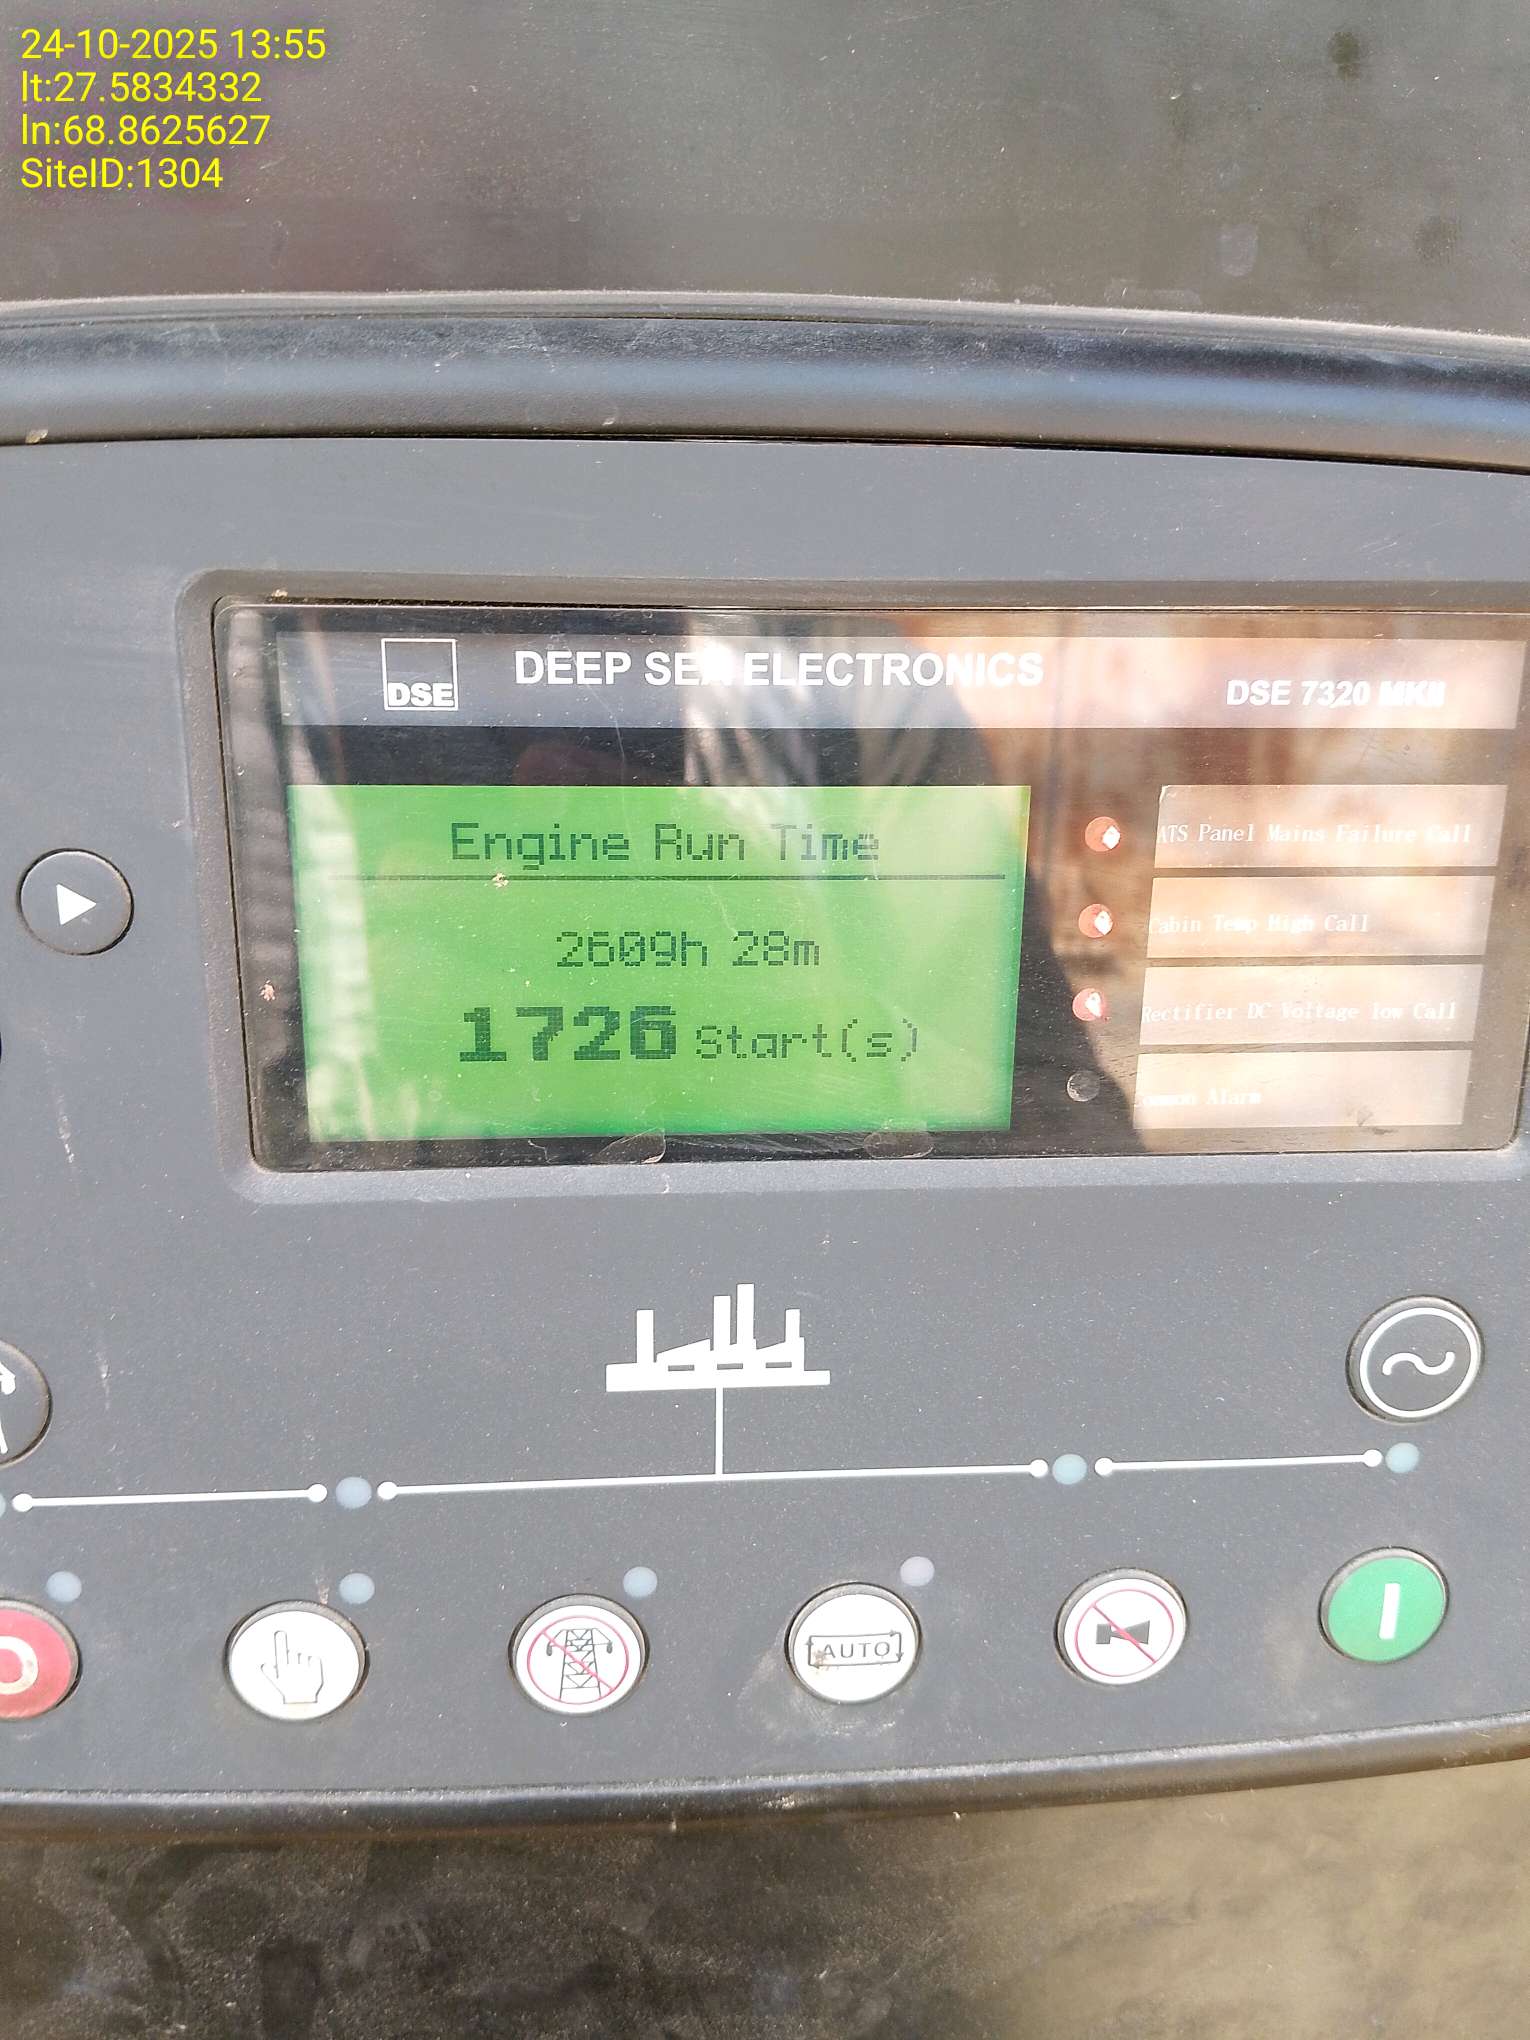 24-10-2025 13:55
lt:27.5834332
ln:68.8625627
SiteID:1304
DSE
DEEP SEA ELECTRONICS
DSE 7320 MKII
Engine Run Time
2609h 28m
1726 Start(s)
ATS Panel Mains Failure Call
Cabin Temp High Call
Rectifier DC Voltage low Call
Common Alarm
AUTO